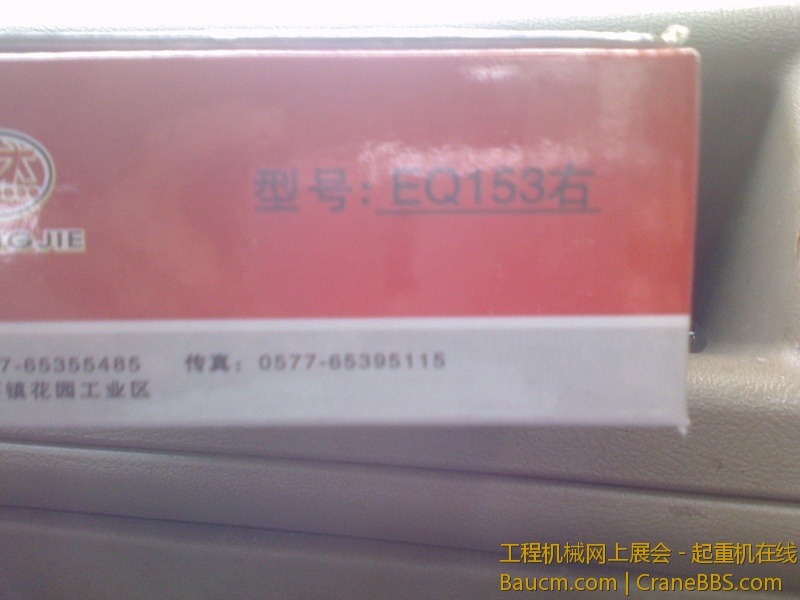 型号：EQ153右
GJIE
7-65355485 传真：0577-65395115
镇花园工业区
工程机械网上展会 - 起重机在线
Baucm.com | CraneBBS.com